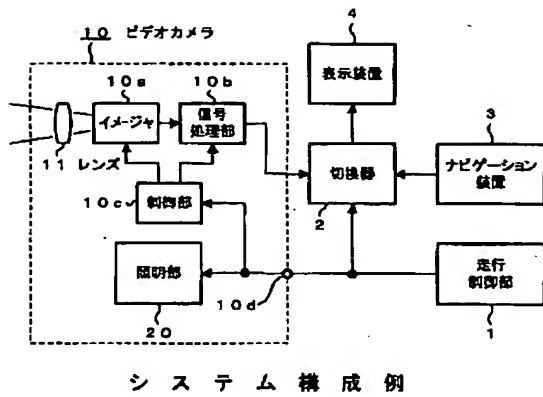 10 ビデオカメラ
10a
10b
イメージャ
信号
処理部
11 レンズ
10c
制御部
照明部
20
10d
4
表示装置
切換器
2
3
ナビゲーション
装置
走行
制御部
1
システム構成例